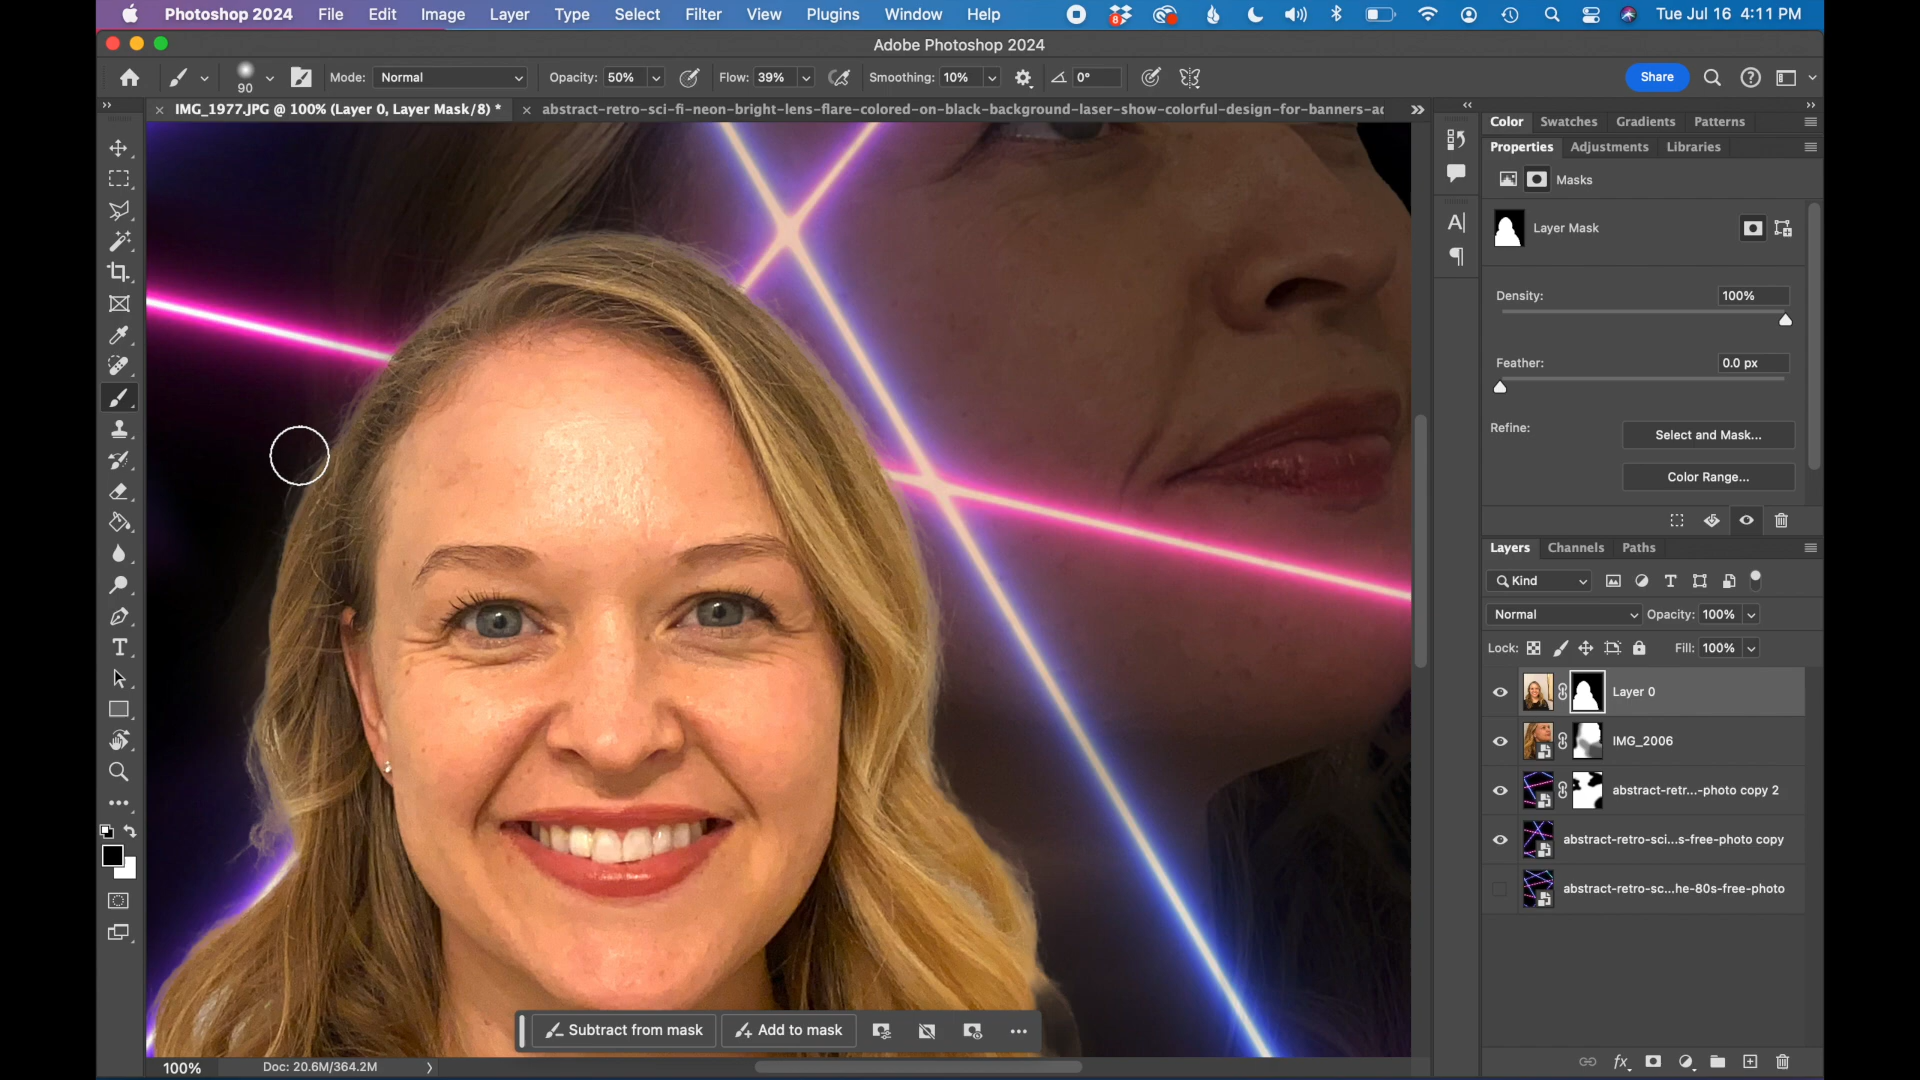 Photoshop 2024 File Edit Image Layer Type Select Filter View Plugins Window Help 8 Tue Jul 16 4:11 PM
Adobe Photoshop 2024
90 Mode: Normal Opacity: 50% Flow: 39% Smoothing: 10% 0° Share
IMG_1977.JPG @ 100% (Layer 0, Layer Mask/8) * abstract-retro-sci-fi-neon-bright-lens-flare-colored-on-black-background-laser-show-colorful-design-for-banners-ac
Color Swatches Gradients Patterns
Properties Adjustments Libraries
Masks
Layer Mask
Density: 100%
Feather: 0.0 px
Refine: Select and Mask...
Color Range...
Layers Channels Paths
Kind
Normal Opacity: 100%
Lock: Fill: 100%
Layer 0
IMG_2006
abstract-retr...-photo copy 2
abstract-retro-sci...s-free-photo copy
abstract-retro-sc...he-80s-free-photo
Subtract from mask Add to mask
100% Doc: 20.6M/364.2M